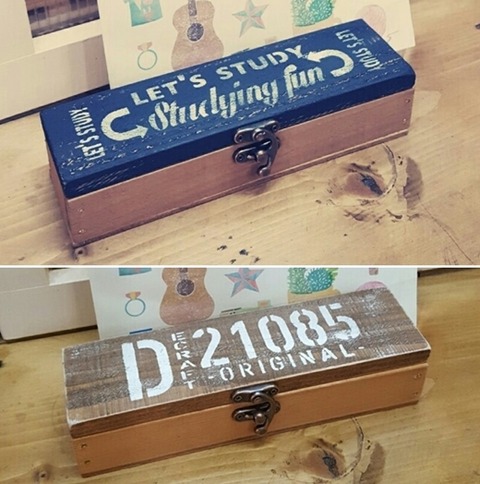 LET'S STUDY
Studying fun
LET'S STUDY
LET'S STUDY
D
ECRAFT
21085
ORIGINAL